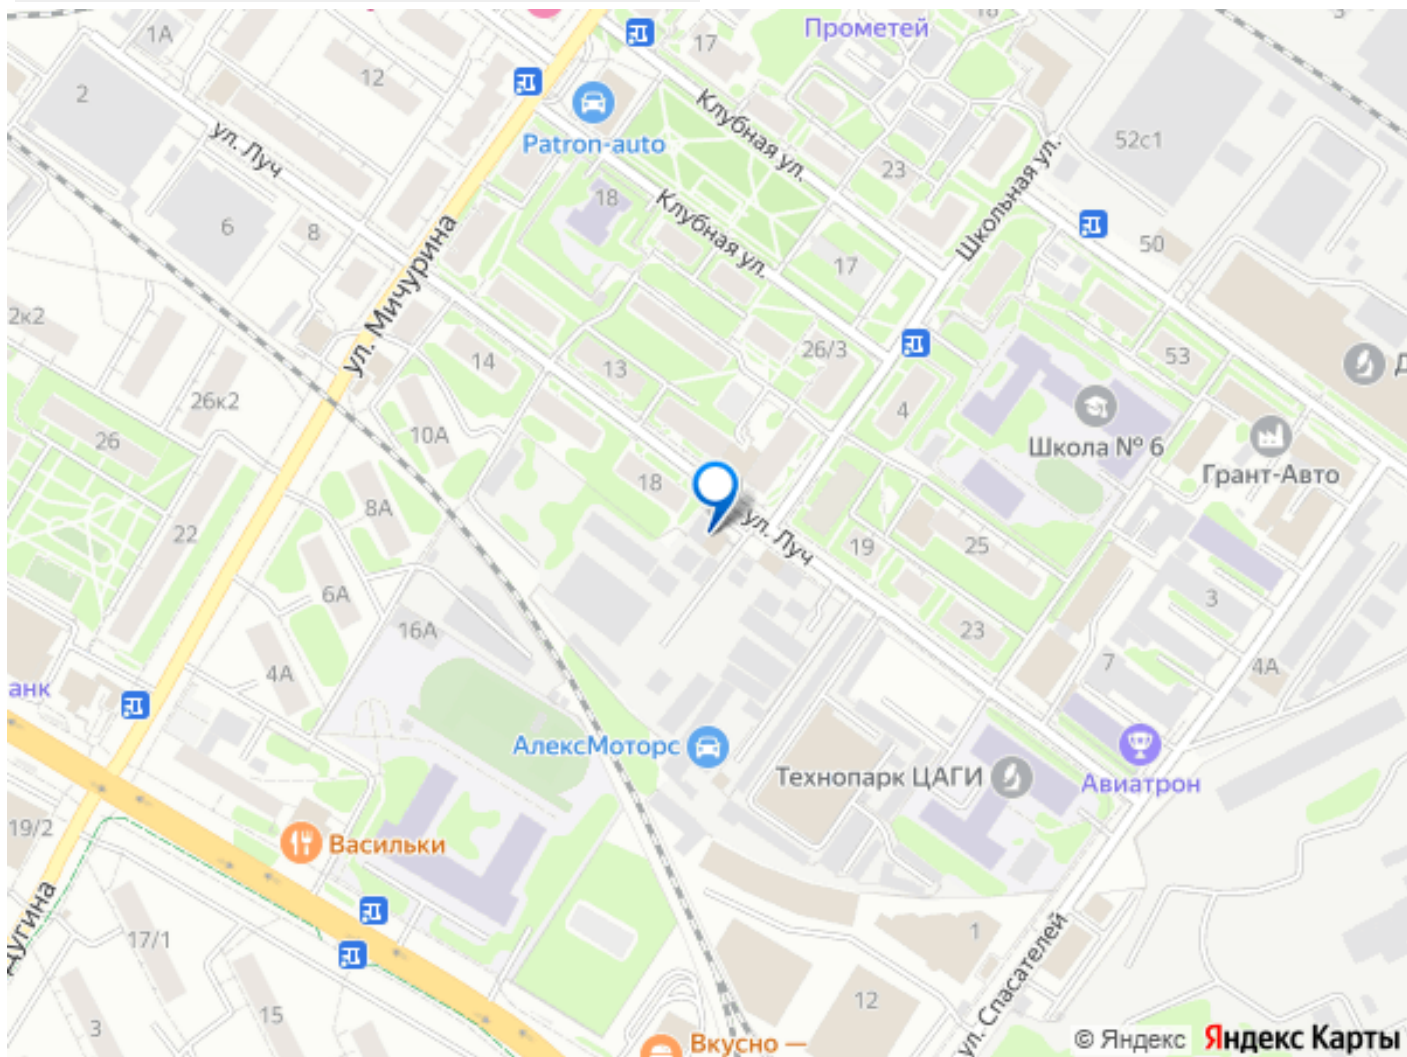 1А
17
16
Прометей
3
12
2
Patron-auto
Клубная ул.
52с1
ул. Луч
23
Школьная ул.
18
Клубная ул.
6
8
17
50
ул. Мичурина
2к2
14
13
26/3
53
Д
26к2
4
26
10А
Школа № 6
Грант-Авто
18
22
8А
ул. Луч
19
25
6А
3
16А
23
7
4А
4А
анк
АлексМоторс
Технопарк ЦАГИ
Авиатрон
19/2
Васильки
дугина
17/1
1
ул. Спасателей
15
12
3
Вкусно —
© Яндекс Яндекс Карты